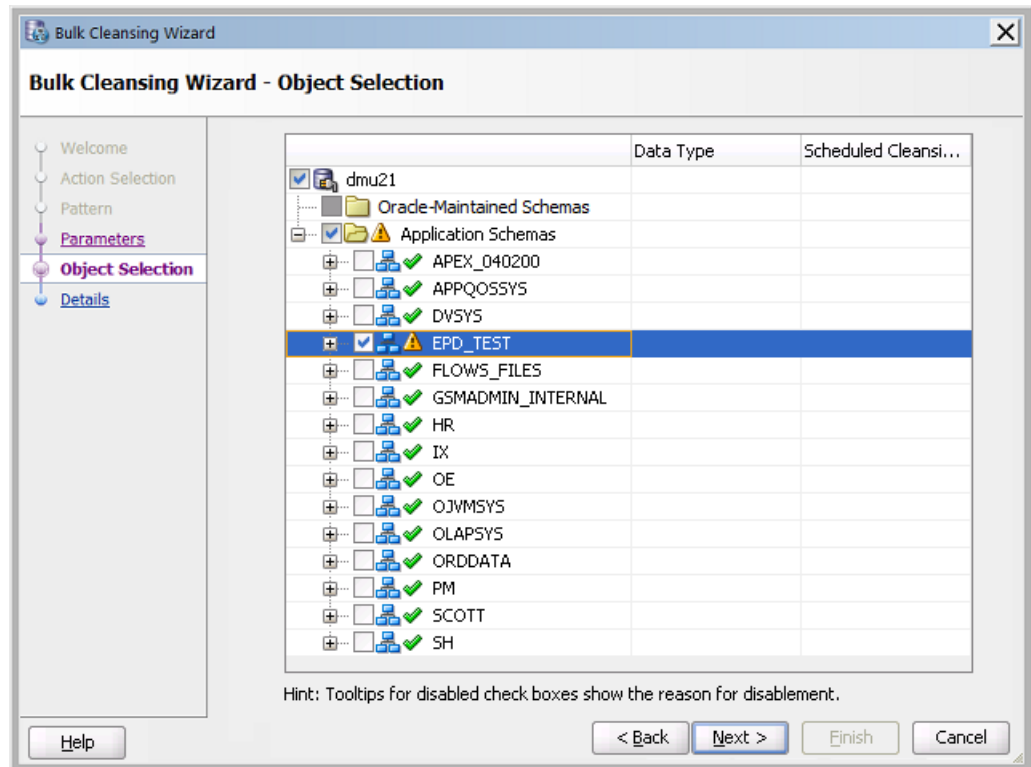 Bulk Cleansing Wizard
Bulk Cleansing Wizard - Object Selection
Welcome
Action Selection
Pattern
Parameters
Object Selection
Details
Data Type Scheduled Cleansi...
dmu21
Oracle-Maintained Schemas
Application Schemas
APEX_040200
APPQOSSYS
DVSYS
EPD_TEST
FLOWS_FILES
GSMADMIN_INTERNAL
HR
IX
OE
OJVMSYS
OLAPSYS
ORDDATA
PM
SCOTT
SH
Hint: Tooltips for disabled check boxes show the reason for disablement.
Help < Back Next > Finish Cancel